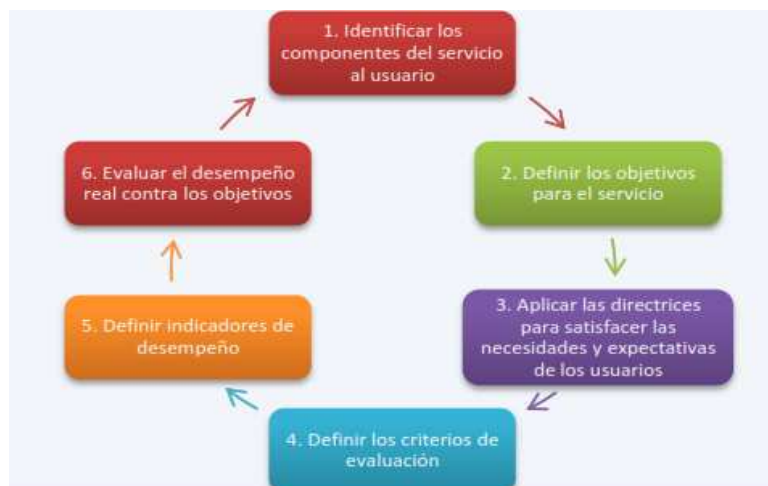 1. Identificar los
componentes del servicio
al usuario
2. Definir los objetivos
para el servicio
3. Aplicar las directrices
para satisfacer las
necesidades y expectativas
de los usuarios
4. Definir los criterios de
evaluación
5. Definir indicadores de
desempeño
6. Evaluar el desempeño
real contra los objetivos